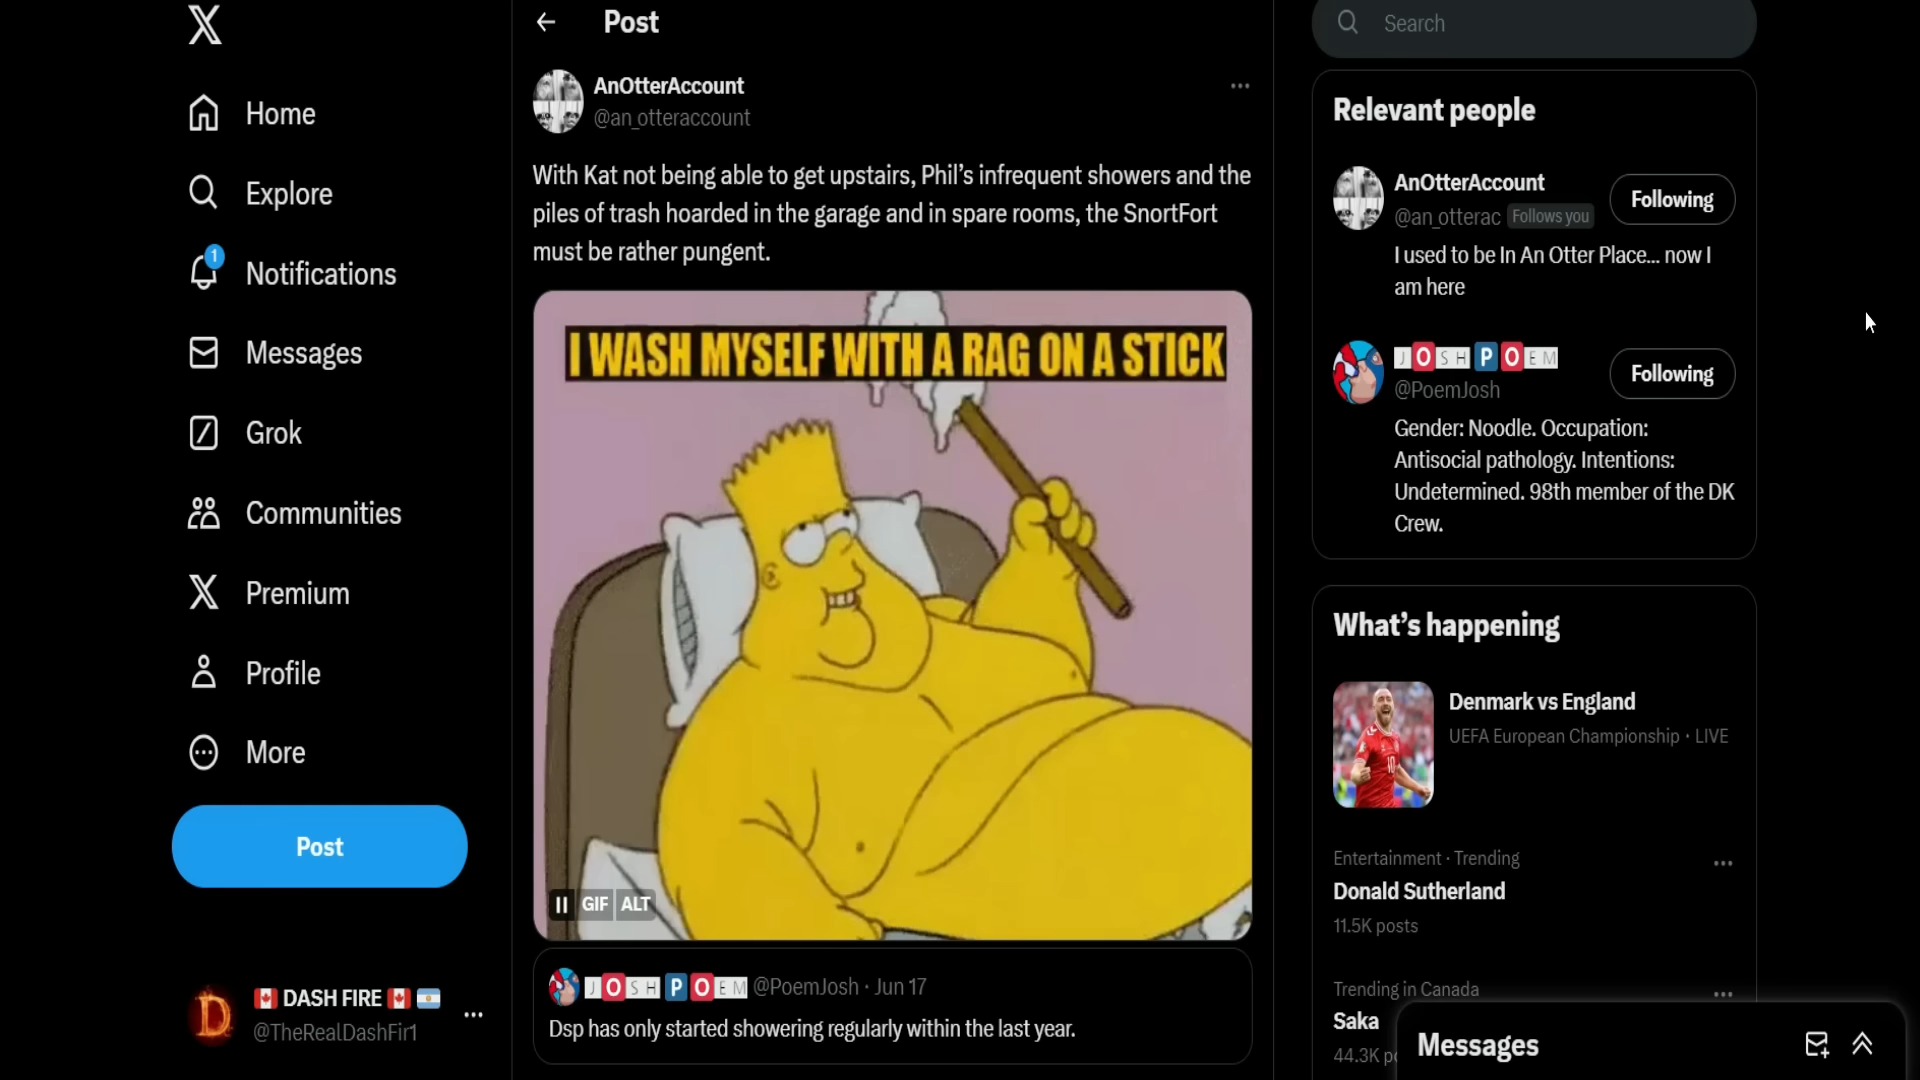 Home
Explore
1
Notifications
Messages
Grok
Communities
Premium
Profile
More
Post
🇨🇦 DASH FIRE 🇨🇦 🇦🇷
@TheRealDashFir1
Post
AnOtterAccount
@an_otteraccount
With Kat not being able to get upstairs, Phil’s infrequent showers and the
piles of trash hoarded in the garage and in spare rooms, the SnortFort
must be rather pungent.
I WASH MYSELF WITH A RAG ON A STICK
GIF ALT
JOSH POEM @PoemJosh · Jun 17
Dsp has only started showering regularly within the last year.
Search
Relevant people
AnOtterAccount
@an_otterac Follows you
Following
I used to be In An Otter Place... now I
am here
JOSH POEM
@PoemJosh
Following
Gender: Noodle. Occupation:
Antisocial pathology. Intentions:
Undetermined. 98th member of the DK
Crew.
What’s happening
Denmark vs England
UEFA European Championship · LIVE
10
Entertainment · Trending
Donald Sutherland
11.5K posts
Trending in Canada
Saka
44.3K
Messages